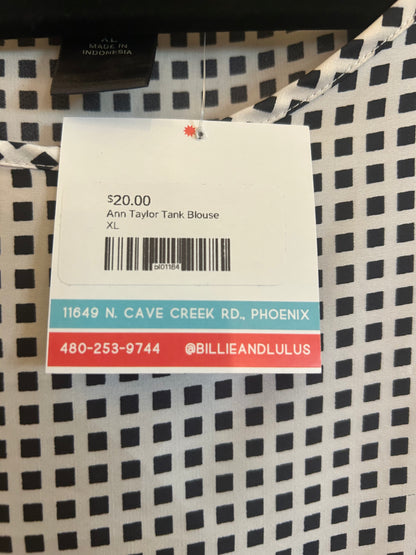 XL
MADE IN
INDONESIA
$20.00
Ann Taylor Tank Blouse
XL
bl01164
11649 N. CAVE CREEK RD., PHOENIX
480-253-9744 @BILLIEANDLULUS